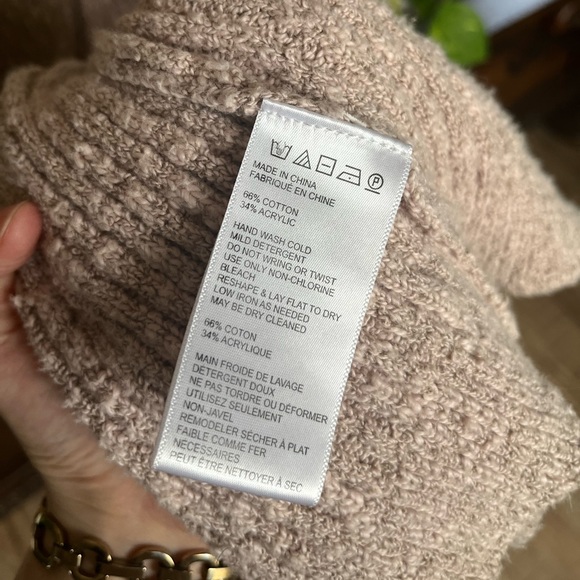 MADE IN CHINA
FABRIQUÉ EN CHINE
66% COTTON
34% ACRYLIC
HAND WASH COLD
MILD DETERGENT
DO NOT WRING OR TWIST
USE ONLY NON-CHLORINE
BLEACH
RESHAPE & LAY FLAT TO DRY
LOW IRON AS NEEDED
MAY BE DRY CLEANED
66% COTON
34% ACRYLIQUE
MAIN FROIDE DE LAVAGE
DETERGENT DOUX
NE PAS TORDRE OU DÉFORMER
UTILISEZ SEULEMENT
NON-JAVEL
REMODELER SÉCHER À PLAT
FAIBLE COMME FER
NECESSAIRES
PEUT ÊTRE NETTOYER À SEC